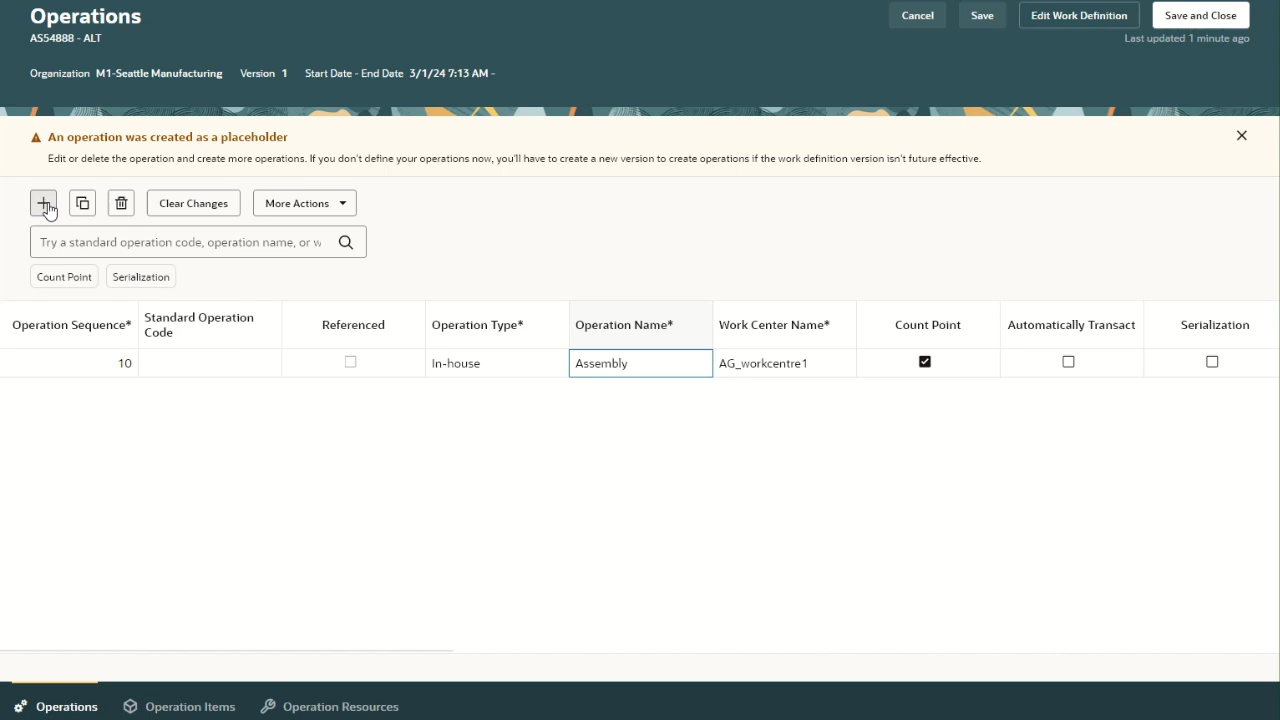 Operations
AS54888 - ALT
Cancel
Save
Edit Work Definition
Save and Close
Last updated 1 minute ago
Organization M1-Seattle Manufacturing Version 1 Start Date - End Date 3/1/24 7:13 AM -
An operation was created as a placeholder
Edit or delete the operation and create more operations. If you don't define your operations now, you'll have to create a new version to create operations if the work definition version isn't future effective.
Clear Changes
More Actions
Try a standard operation code, operation name, or w
Count Point
Serialization
Operation Sequence*
Standard Operation
Code
Referenced
Operation Type*
Operation Name*
Work Center Name*
Count Point
Automatically Transact
Serialization
10
In-house
Assembly
AG_workcentre1
Operations
Operation Items
Operation Resources